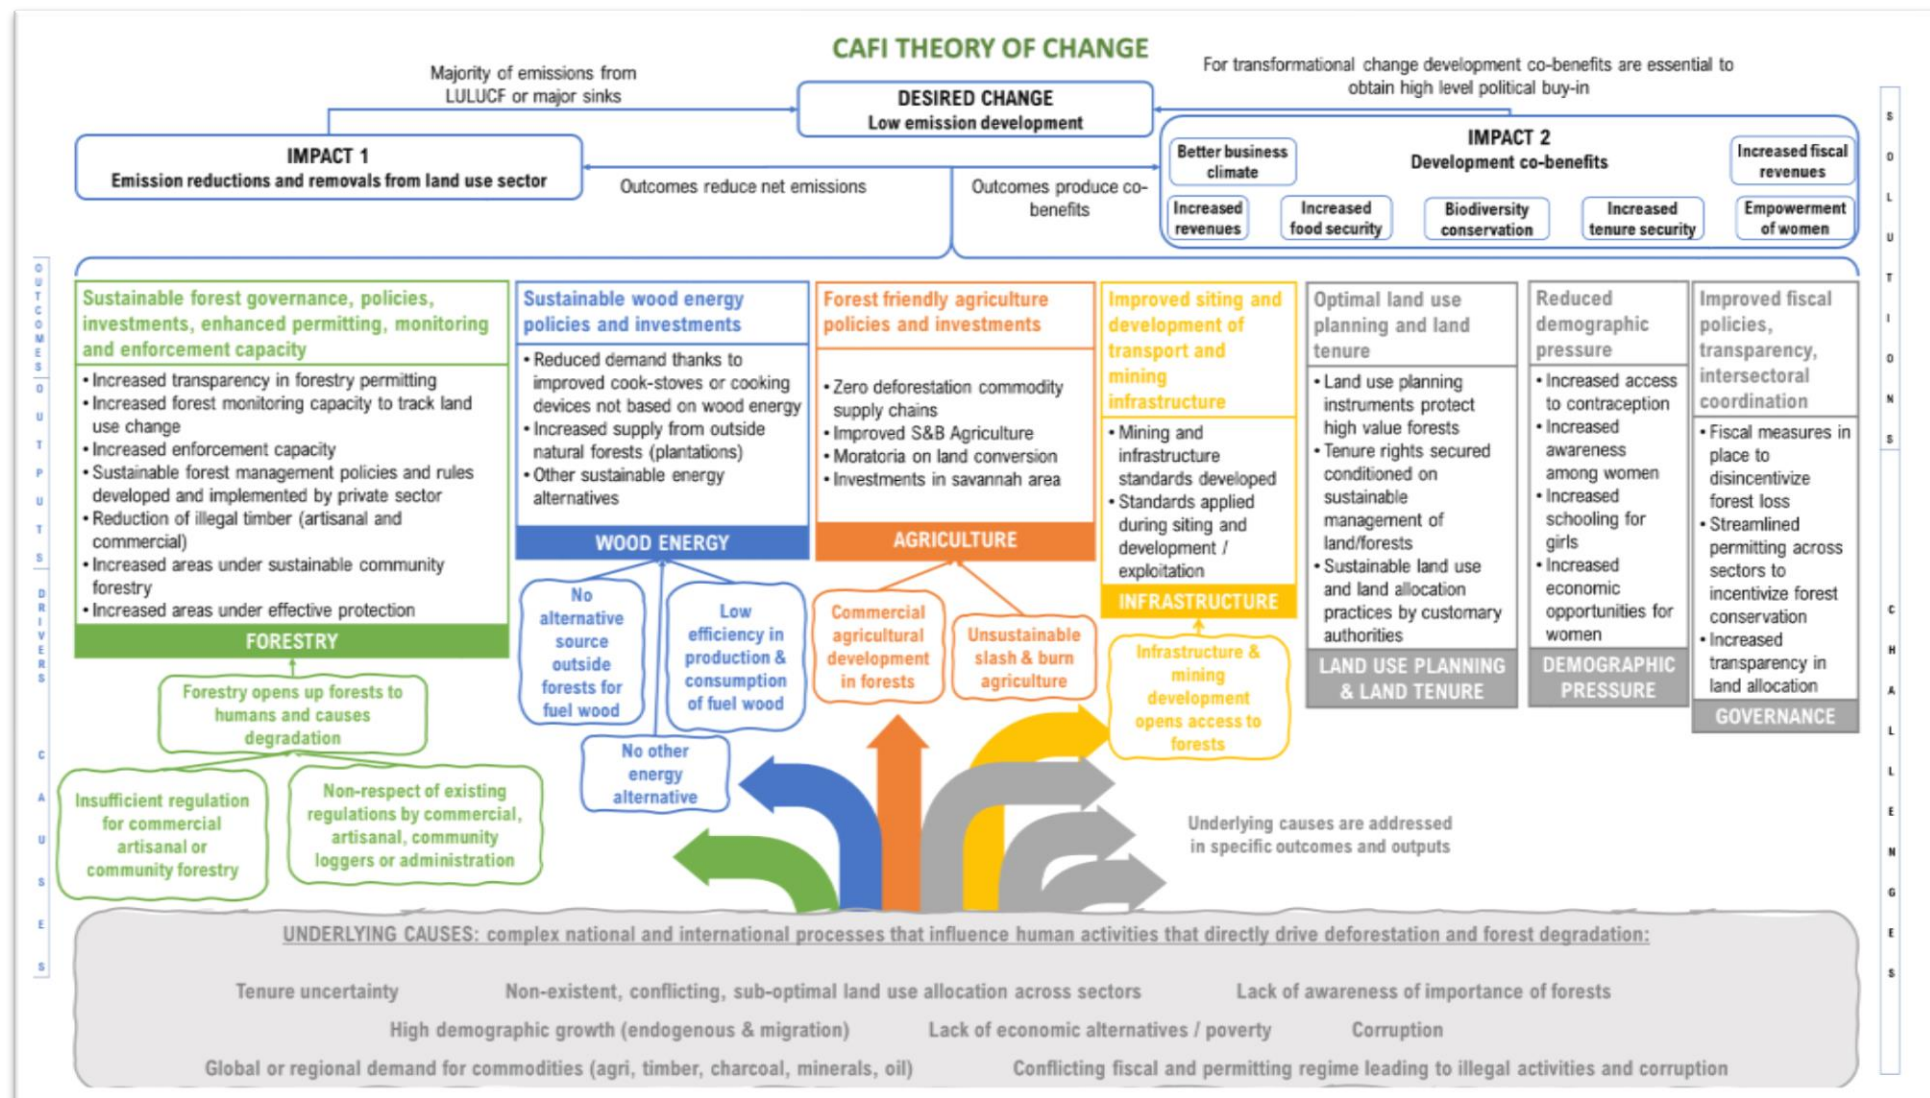 CAFI THEORY OF CHANGE
Majority of emissions from
LULUCF or major sinks
DESIRED CHANGE
Low emission development
For transformational change development co-benefits are essential to
obtain high level political buy-in
IMPACT 1
Emission reductions and removals from land use sector
Outcomes reduce net emissions
Outcomes produce co-
benefits
IMPACT 2
Development co-benefits
Better business
climate
Increased fiscal
revenues
Increased
revenues
Increased
food security
Biodiversity
conservation
Increased
tenure security
Empowerment
of women
SOLUTIONS
CHALLENGES
OUTCOMES
OUTPUTS
DRIVERS
CAUSES
Sustainable forest governance, policies,
investments, enhanced permitting, monitoring
and enforcement capacity
• Increased transparency in forestry permitting
• Increased forest monitoring capacity to track land
use change
• Increased enforcement capacity
• Sustainable forest management policies and rules
developed and implemented by private sector
• Reduction of illegal timber (artisanal and
commercial)
• Increased areas under sustainable community
forestry
• Increased areas under effective protection
FORESTRY
Forestry opens up forests to
humans and causes
degradation
Insufficient regulation
for commercial
artisanal or
community forestry
Non-respect of existing
regulations by commercial,
artisanal, community
loggers or administration
Sustainable wood energy
policies and investments
• Reduced demand thanks to
improved cook-stoves or cooking
devices not based on wood energy
• Increased supply from outside
natural forests (plantations)
• Other sustainable energy
alternatives
WOOD ENERGY
No
alternative
source
outside
forests for
fuel wood
Low
efficiency in
production &
consumption
of fuel wood
No other
energy
alternative
Forest friendly agriculture
policies and investments
• Zero deforestation commodity
supply chains
• Improved S&B Agriculture
• Moratoria on land conversion
• Investments in savannah area
AGRICULTURE
Commercial
agricultural
development
in forests
Unsustainable
slash & burn
agriculture
Improved siting and
development of
transport and
mining
infrastructure
• Mining and
infrastructure
standards developed
• Standards applied
during siting and
development /
exploitation
INFRASTRUCTURE
Infrastructure &
mining
development
opens access to
forests
Optimal land use
planning and land
tenure
• Land use planning
instruments protect
high value forests
• Tenure rights secured
conditioned on
sustainable
management of
land/forests
• Sustainable land use
and land allocation
practices by customary
authorities
LAND USE PLANNING
& LAND TENURE
Reduced
demographic
pressure
• Increased access
to contraception
• Increased
awareness
among women
• Increased
schooling for
girls
• Increased
economic
opportunities for
women
DEMOGRAPHIC
PRESSURE
Improved fiscal
policies,
transparency,
intersectoral
coordination
• Fiscal measures in
place to
disincentivize
forest loss
• Streamlined
permitting across
sectors to
incentivize forest
conservation
• Increased
transparency in
land allocation
GOVERNANCE
Underlying causes are addressed
in specific outcomes and outputs
UNDERLYING CAUSES: complex national and international processes that influence human activities that directly drive deforestation and forest degradation:
Tenure uncertainty
Non-existent, conflicting, sub-optimal land use allocation across sectors
Lack of awareness of importance of forests
High demographic growth (endogenous & migration)
Lack of economic alternatives / poverty
Corruption
Global or regional demand for commodities (agri, timber, charcoal, minerals, oil)
Conflicting fiscal and permitting regime leading to illegal activities and corruption